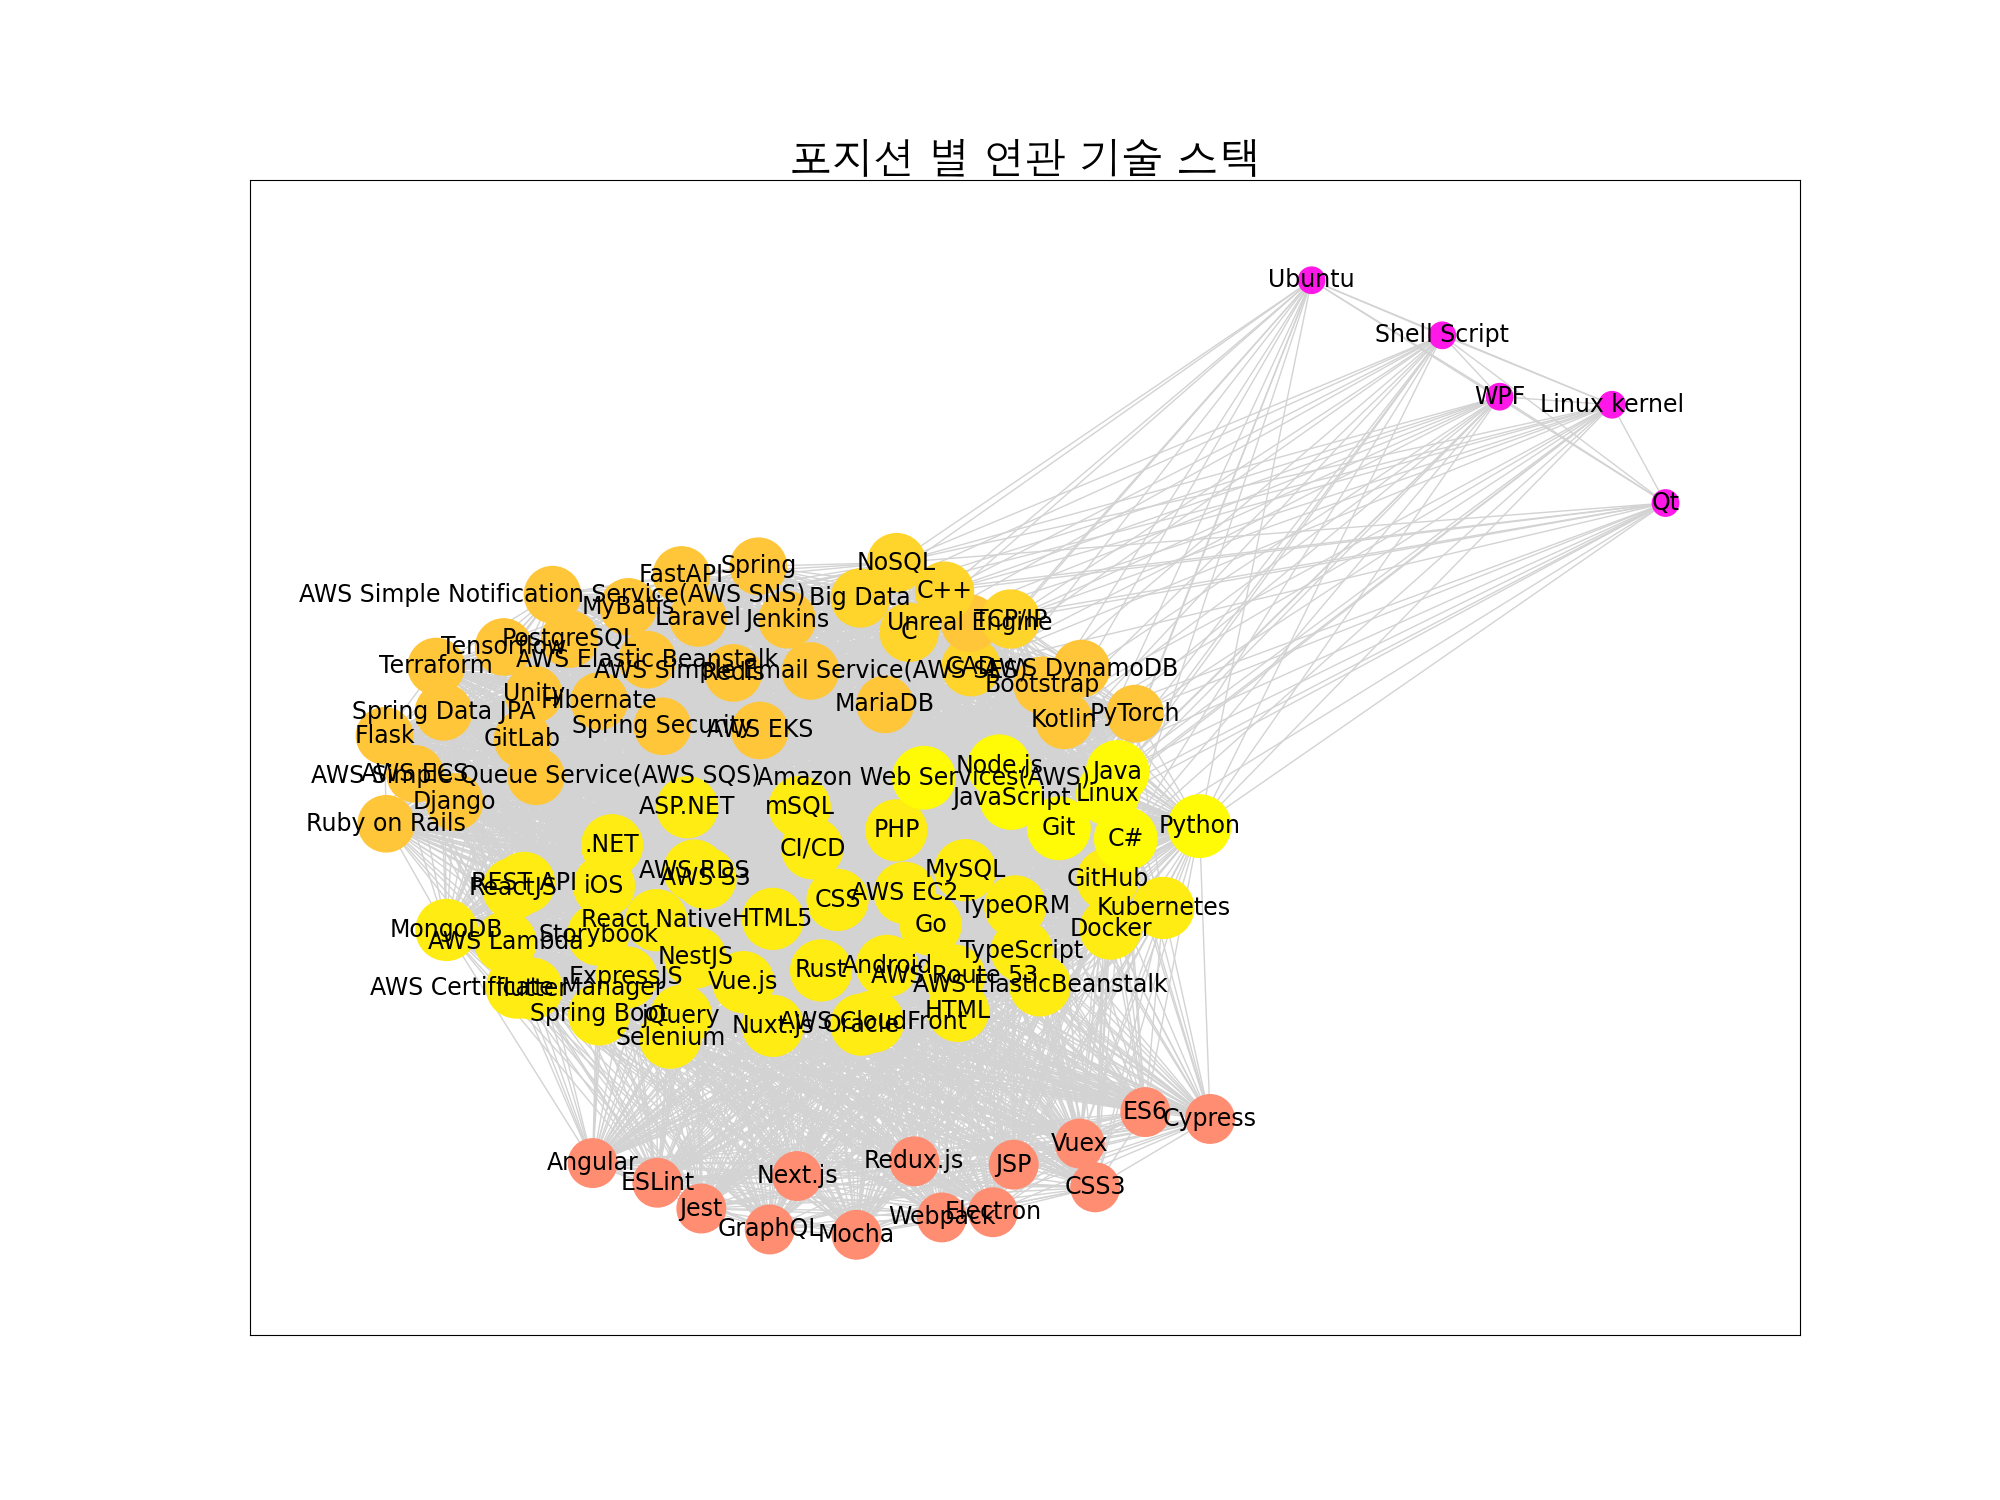 포지션 별 연관 기술 스택
Ubuntu
Shell Script
WPF
Linux kernel
Qt
NoSQL
Spring
FastAPI
C++
AWS Simple Notification Service(AWS SNS)
Big Data
MyBatis
Laravel
Jenkins
Unreal Engine
TCP/IP
C
PostgreSQL
Tensorflow
AWS Elastic Beanstalk
Terraform
AWS Simple Email Service(AWS SES)
Redis
CAD
AWS DynamoDB
Bootstrap
Unity
Hibernate
MariaDB
Spring Data JPA
Kotlin
PyTorch
Spring Security
AWS EKS
Flask
GitLab
Node.js
Java
AWS ECS
AWS Simple Queue Service(AWS SQS)
Amazon Web Services(AWS)
Linux
JavaScript
Django
ASP.NET
mSQL
Ruby on Rails
PHP
Git
Python
C#
.NET
CI/CD
AWS RDS
MySQL
AWS S3
GitHub
REST API
ReactJS
iOS
AWS EC2
CSS
TypeORM
Kubernetes
React Native
HTML5
Go
MongoDB
Docker
Storybook
AWS Lambda
TypeScript
NestJS
Android
Rust
ExpressJS
AWS Route 53
Vue.js
AWS ElasticBeanstalk
AWS Certificate Manager
flutter
HTML
Spring Boot
jQuery
Nuxt.js
AWS CloudFront
Oracle
Selenium
ES6
Cypress
Vuex
Angular
Redux.js
JSP
Next.js
ESLint
CSS3
Jest
Electron
Webpack
GraphQL
Mocha